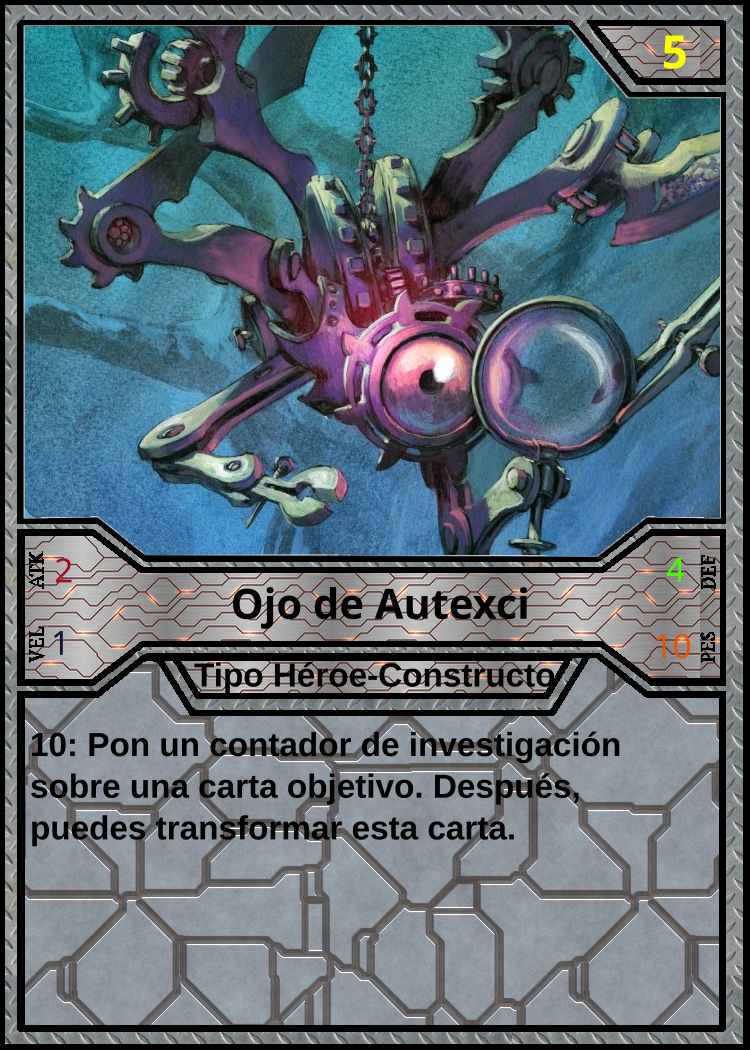 5
ATK 2
4 DEF
Ojo de Autexci
VEL 1
10 PES
Tipo Héroe-Constructo
10: Pon un contador de investigación
sobre una carta objetivo. Después,
puedes transformar esta carta.